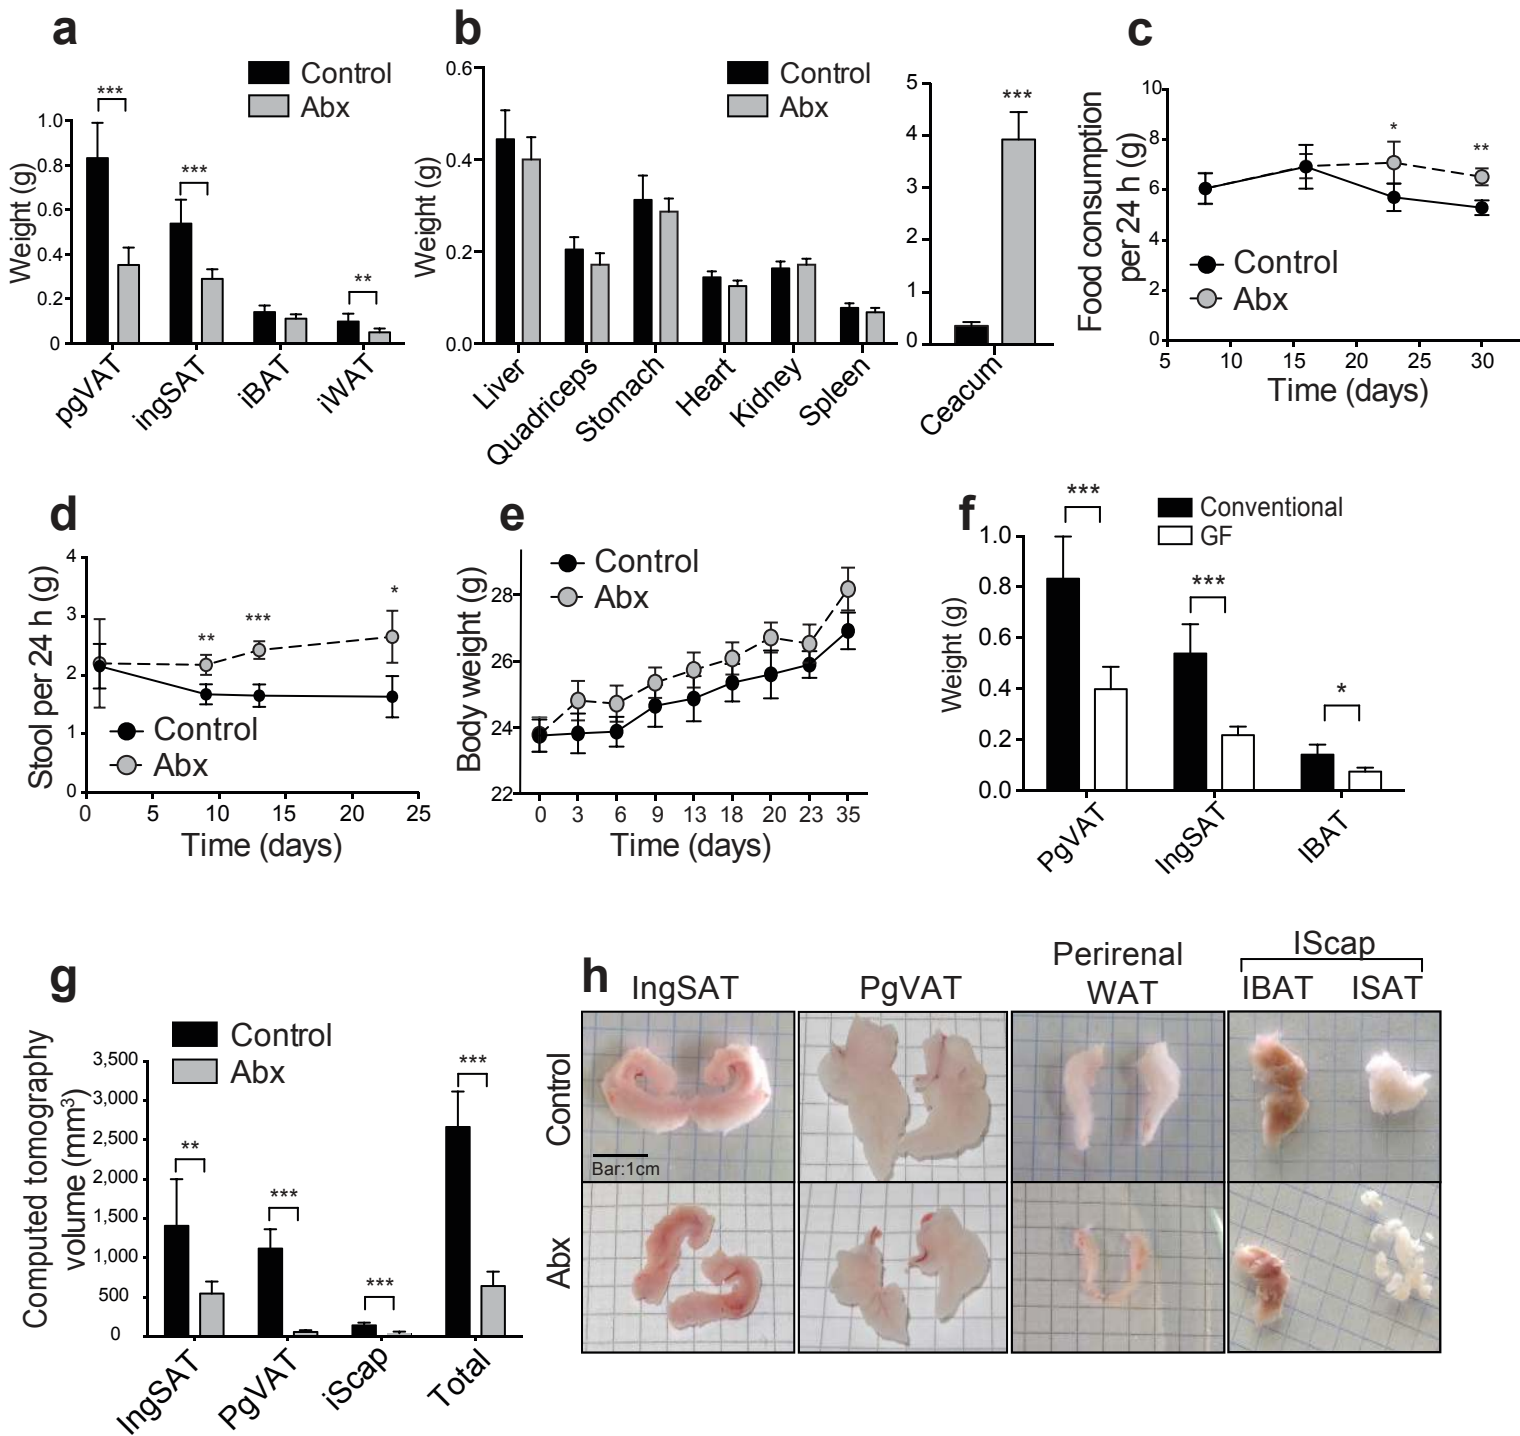 a
Control
Abx
***
***
**
1.0
0.8
0.6
0.4
0.2
0
Weight (g)
pgVAT
ingSAT
iBAT
iWAT
b
Control
Abx
0.6
0.4
0.2
0.0
Weight (g)
Liver
Quadriceps
Stomach
Heart
Kidney
Spleen
***
5
4
3
2
1
0
Ceacum
c
10
8
6
4
2
0
Food consumption
per 24 h (g)
*
**
Control
Abx
5
10
15
20
25
30
Time (days)
d
4
3
2
1
0
Stool per 24 h (g)
**
***
*
Control
Abx
0
5
10
15
20
25
Time (days)
e
Control
Abx
28
26
24
22
Body weight (g)
0
3
6
9
13
18
20
23
35
Time (days)
f
Conventional
GF
***
***
*
1.0
0.8
0.6
0.4
0.2
0.0
Weight (g)
PgVAT
IngSAT
IBAT
g
Control
Abx
3,500
3,000
2,500
2,000
1,500
1,000
500
0
Computed tomography
volume (mm³)
**
***
***
***
IngSAT
PgVAT
iScap
Total
h
IngSAT
PgVAT
Perirenal
WAT
IScap
IBAT
ISAT
Control
Bar:1cm
Abx